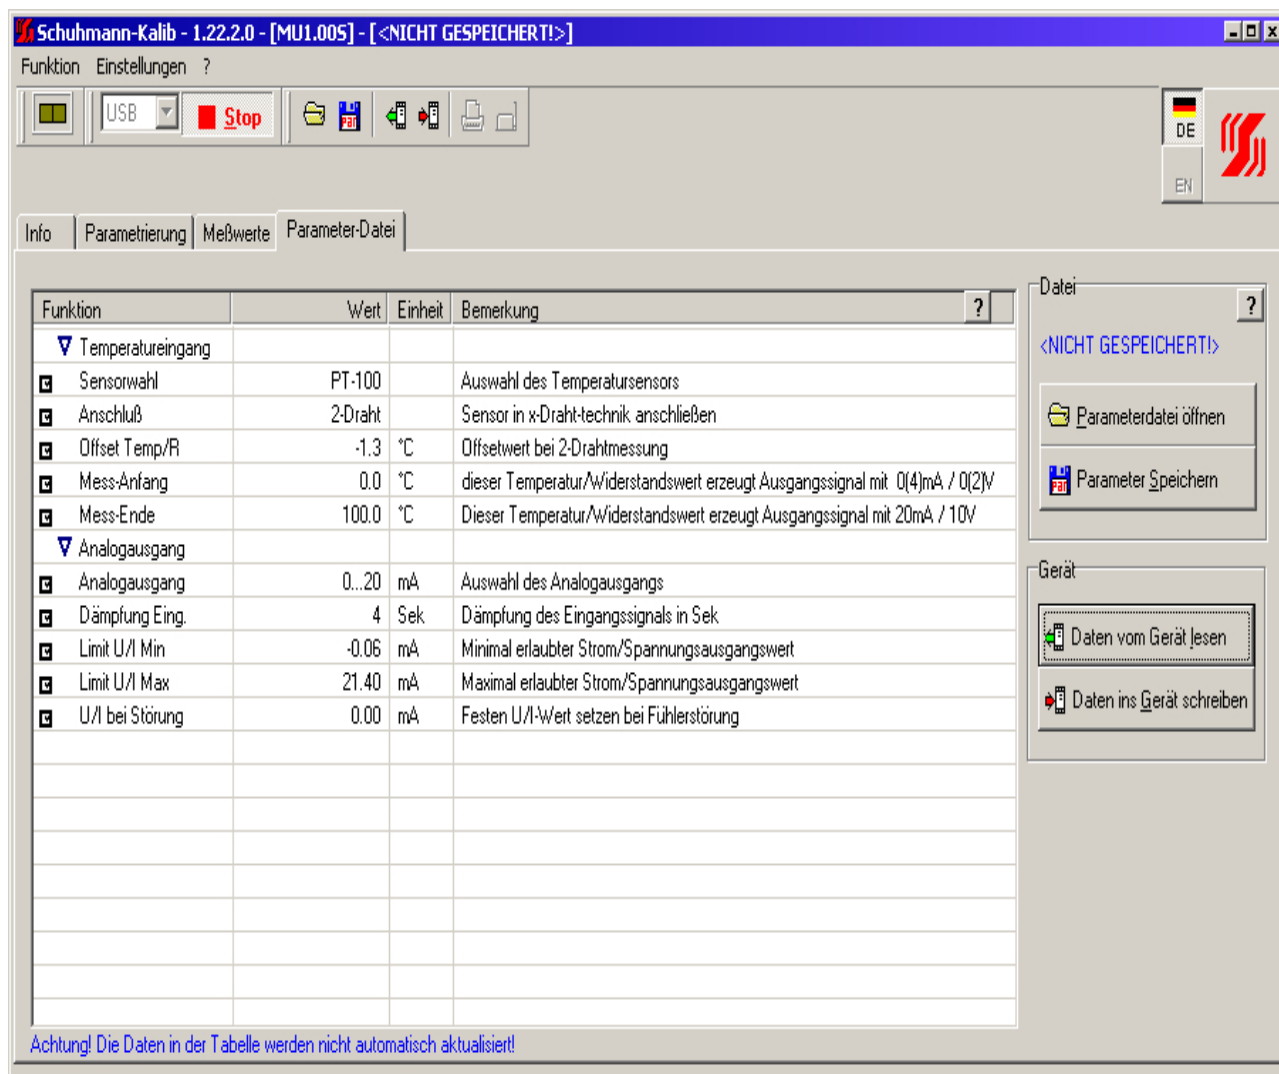 Schuhmann-Kalib - 1.22.2.0 - [MU1.00S] - [<NICHT GESPEICHERT!>]
Funktion Einstellungen ?
USB Stop
Par
DE
EN
Info Parametrierung Meßwerte Parameter-Datei
Funktion Wert Einheit Bemerkung ?
Temperatureingang
Sensorwahl PT-100 Auswahl des Temperatursensors
Anschluß 2-Draht Sensor in x-Draht-technik anschließen
Offset Temp/R -1.3 °C Offsetwert bei 2-Drahtmessung
Mess-Anfang 0.0 °C dieser Temperatur/Widerstandswert erzeugt Ausgangssignal mit 0(4)mA / 0(2)V
Mess-Ende 100.0 °C Dieser Temperatur/Widerstandswert erzeugt Ausgangssignal mit 20mA / 10V
Analogausgang
Analogausgang 0...20 mA Auswahl des Analogausgangs
Dämpfung Eing. 4 Sek Dämpfung des Eingangssignals in Sek
Limit U/I Min -0.06 mA Minimal erlaubter Strom/Spannungsausgangswert
Limit U/I Max 21.40 mA Maximal erlaubter Strom/Spannungsausgangswert
U/I bei Störung 0.00 mA Festen U/I-Wert setzen bei Fühlerstörung
Achtung! Die Daten in der Tabelle werden nicht automatisch aktualisiert!
Datei
?
<NICHT GESPEICHERT!>
Parameterdatei öffnen
Par Parameter Speichern
Gerät
Daten vom Gerät lesen
Daten ins Gerät schreiben